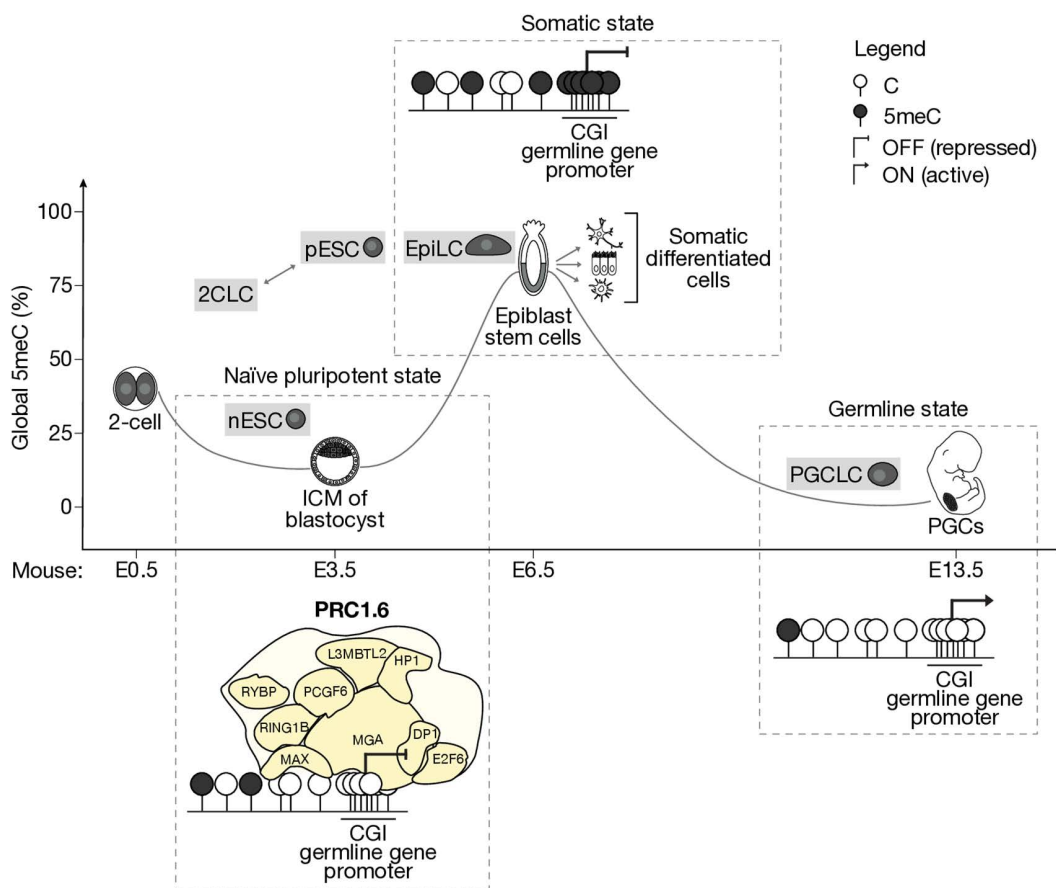 Somatic state
CGI
germline gene
promoter
Legend
C
5meC
OFF (repressed)
ON (active)
Global 5meC (%)
100
75
50
25
0
2-cell
2CLC
pESC
EpiLC
Epiblast
stem cells
Somatic
differentiated
cells
Naïve pluripotent state
nESC
ICM of
blastocyst
Germline state
PGCLC
PGCs
Mouse:
E0.5
E3.5
E6.5
E13.5
PRC1.6
L3MBTL2
HP1
RYBP
PCGF6
RING1B
MGA
DP1
MAX
E2F6
CGI
germline gene
promoter
CGI
germline gene
promoter